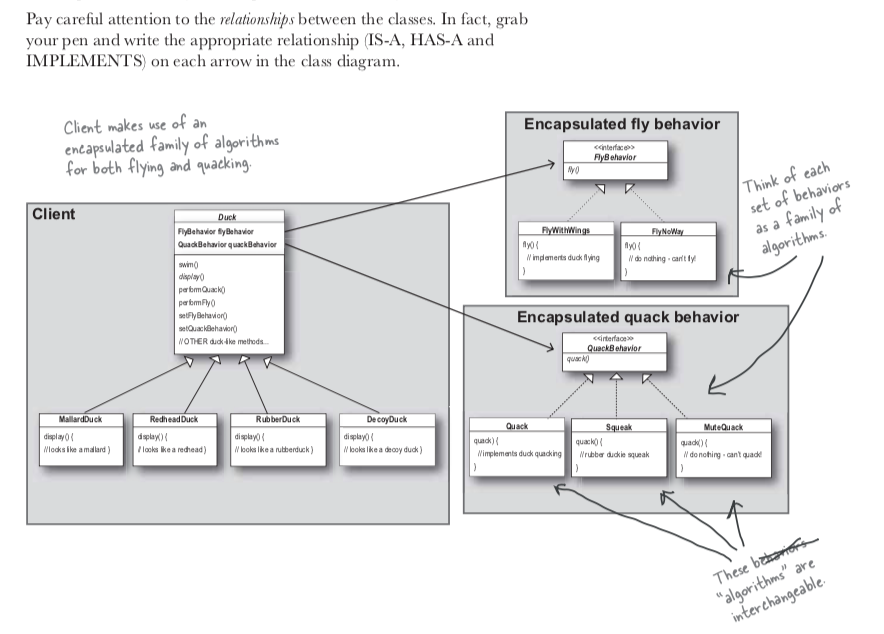 Pay careful attention to the relationships between the classes. In fact, grab
your pen and write the appropriate relationship (IS-A, HAS-A and
IMPLEMENTS) on each arrow in the class diagram.
Client makes use of an
encapsulated family of algorithms
for both flying and quacking.
Encapsulated fly behavior
<<interface>>
FlyBehavior
fly()
FlyWithWings
fly() {
// implements duck flying
}
FlyNoWay
fly() {
// do nothing - can't fly!
}
Think of each
set of behaviors
as a family of
algorithms.
Client
Duck
FlyBehavior flyBehavior
QuackBehavior quackBehavior
swim()
display()
performQuack()
performFly()
setFlyBehavior()
setQuackBehavior()
// OTHER duck-like methods...
MallardDuck
display() {
// looks like a mallard }
RedheadDuck
display() {
// looks like a redhead }
RubberDuck
display() {
// looks like a rubberduck }
DecoyDuck
display() {
// looks like a decoy duck }
Encapsulated quack behavior
<<interface>>
QuackBehavior
quack()
Quack
quack() {
// implements duck quacking
}
Squeak
quack() {
// rubber duckie squeak
}
MuteQuack
quack() {
// do nothing - can't quack!
}
These behaviors
"algorithms" are
interchangeable.